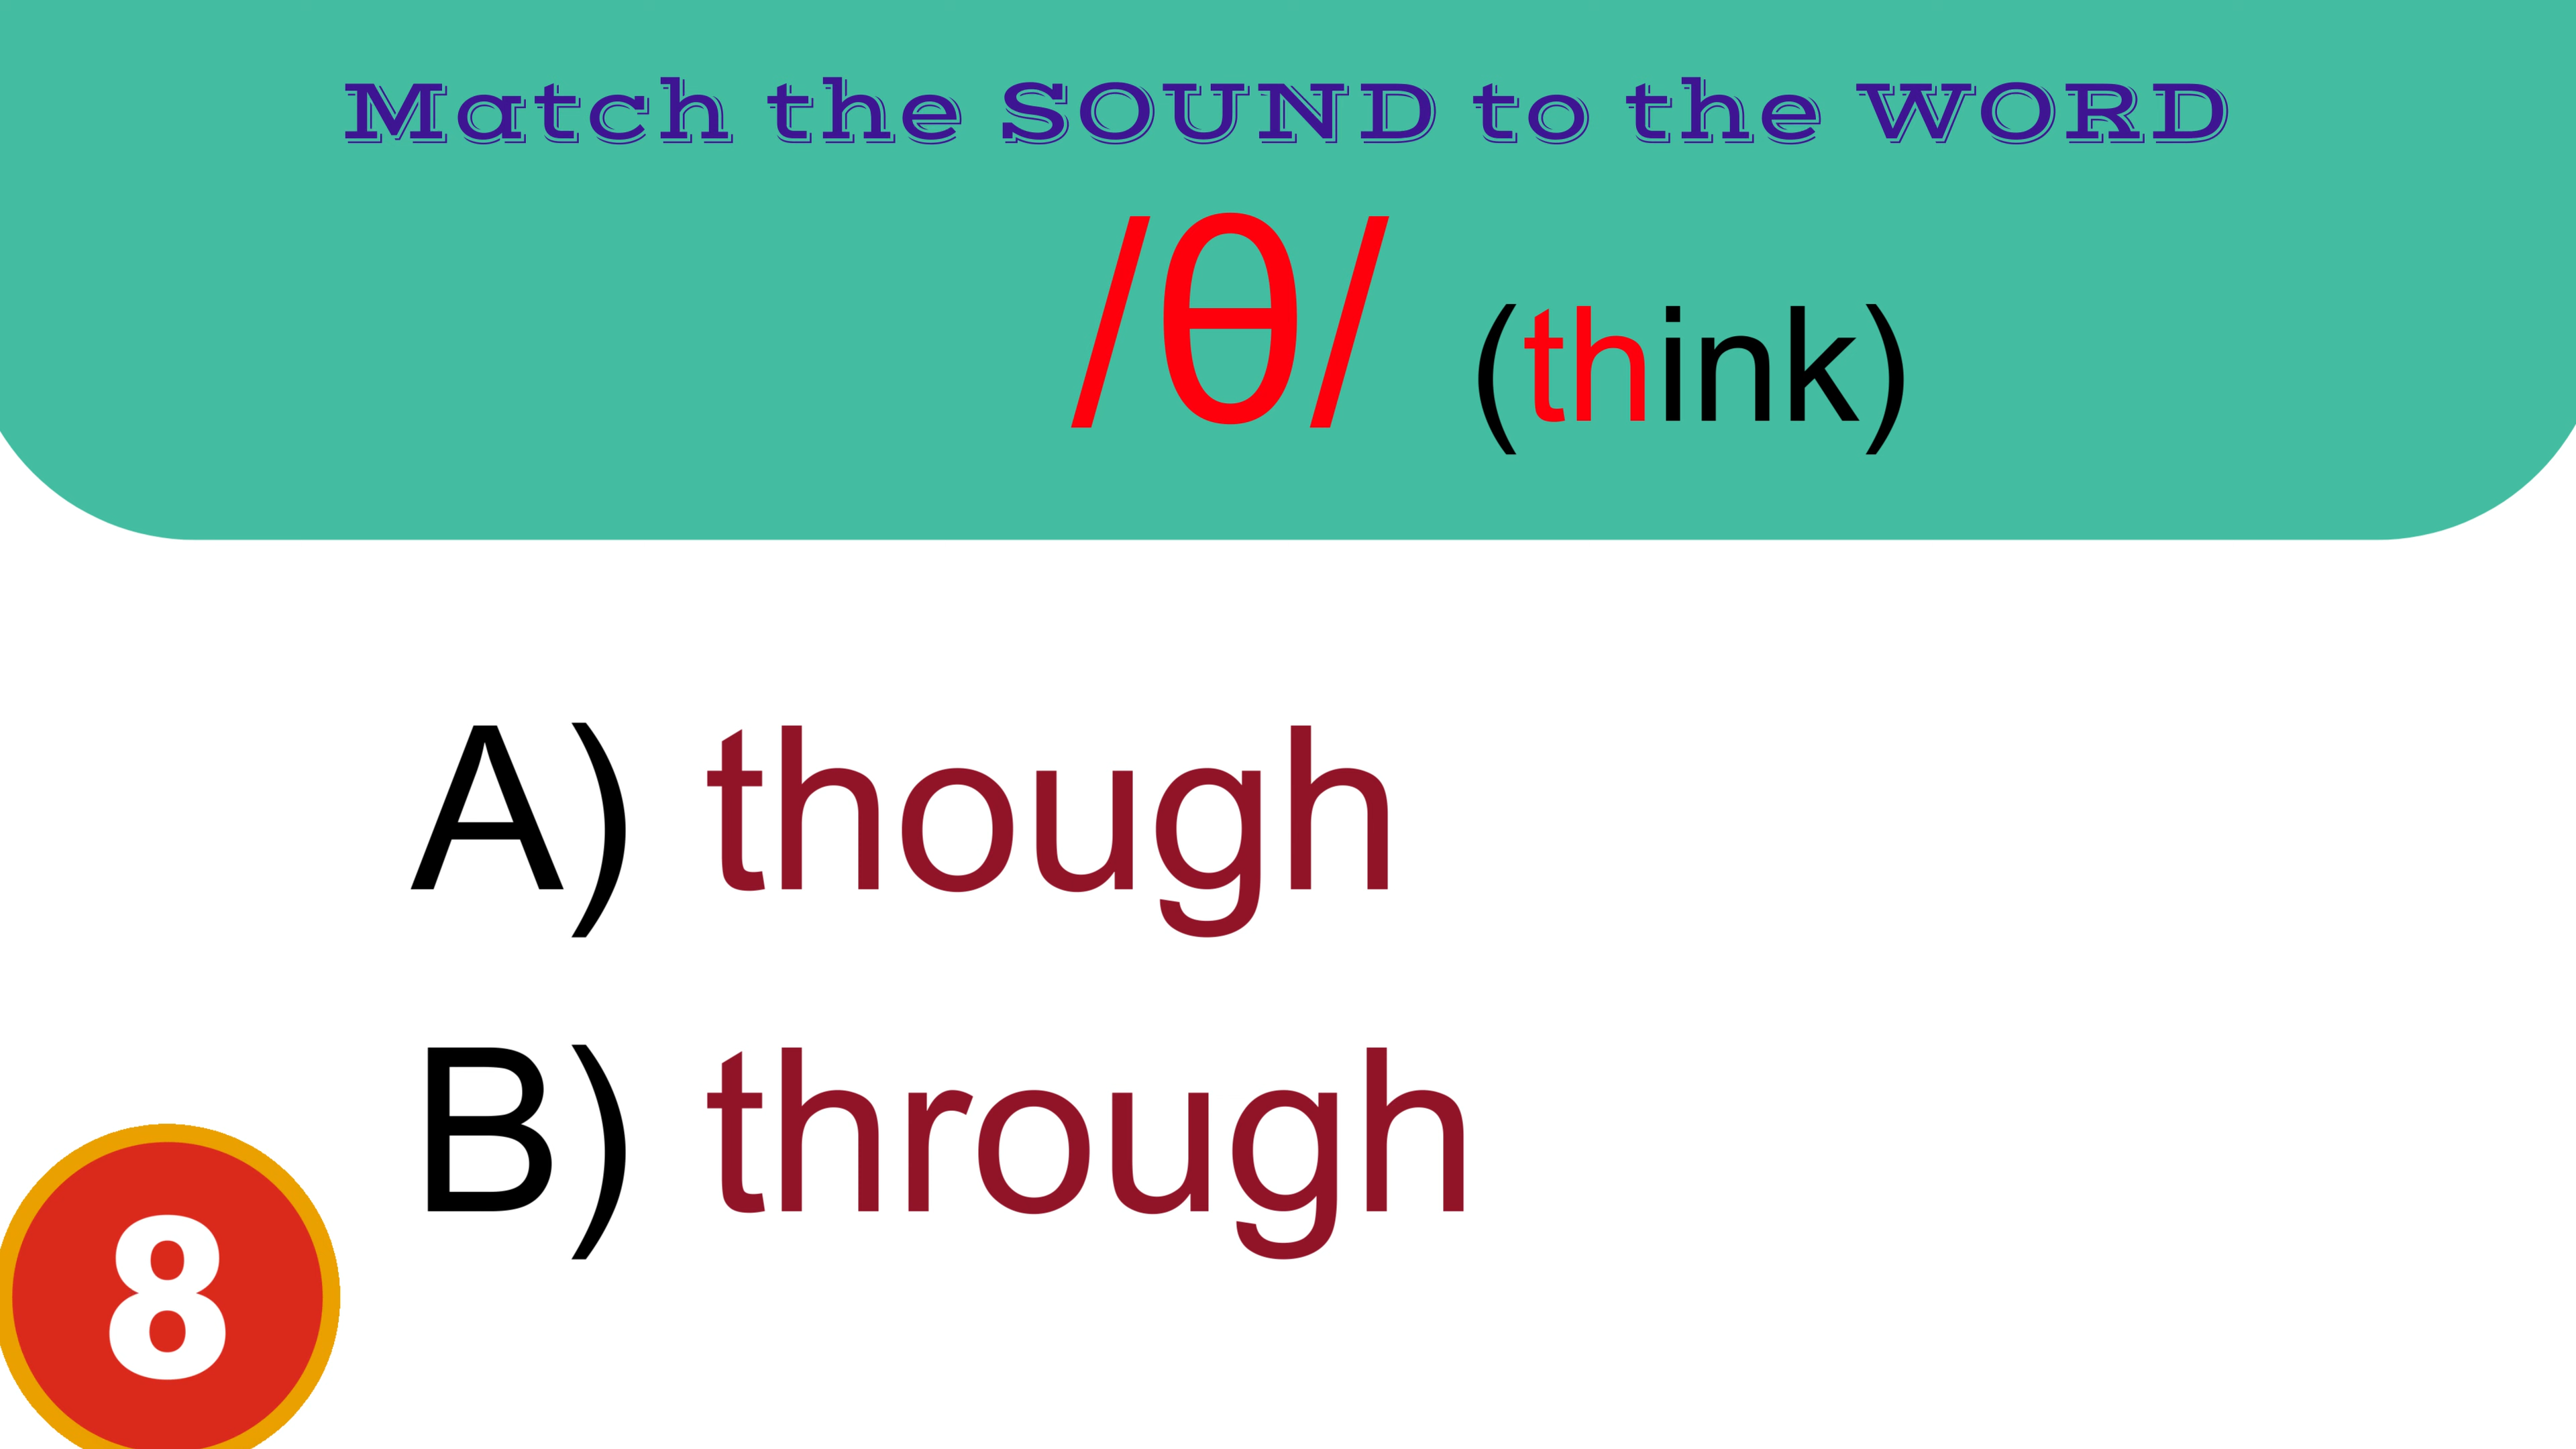 Match the SOUND to the WORD
/θ/ (think)
A) though
B) through
8